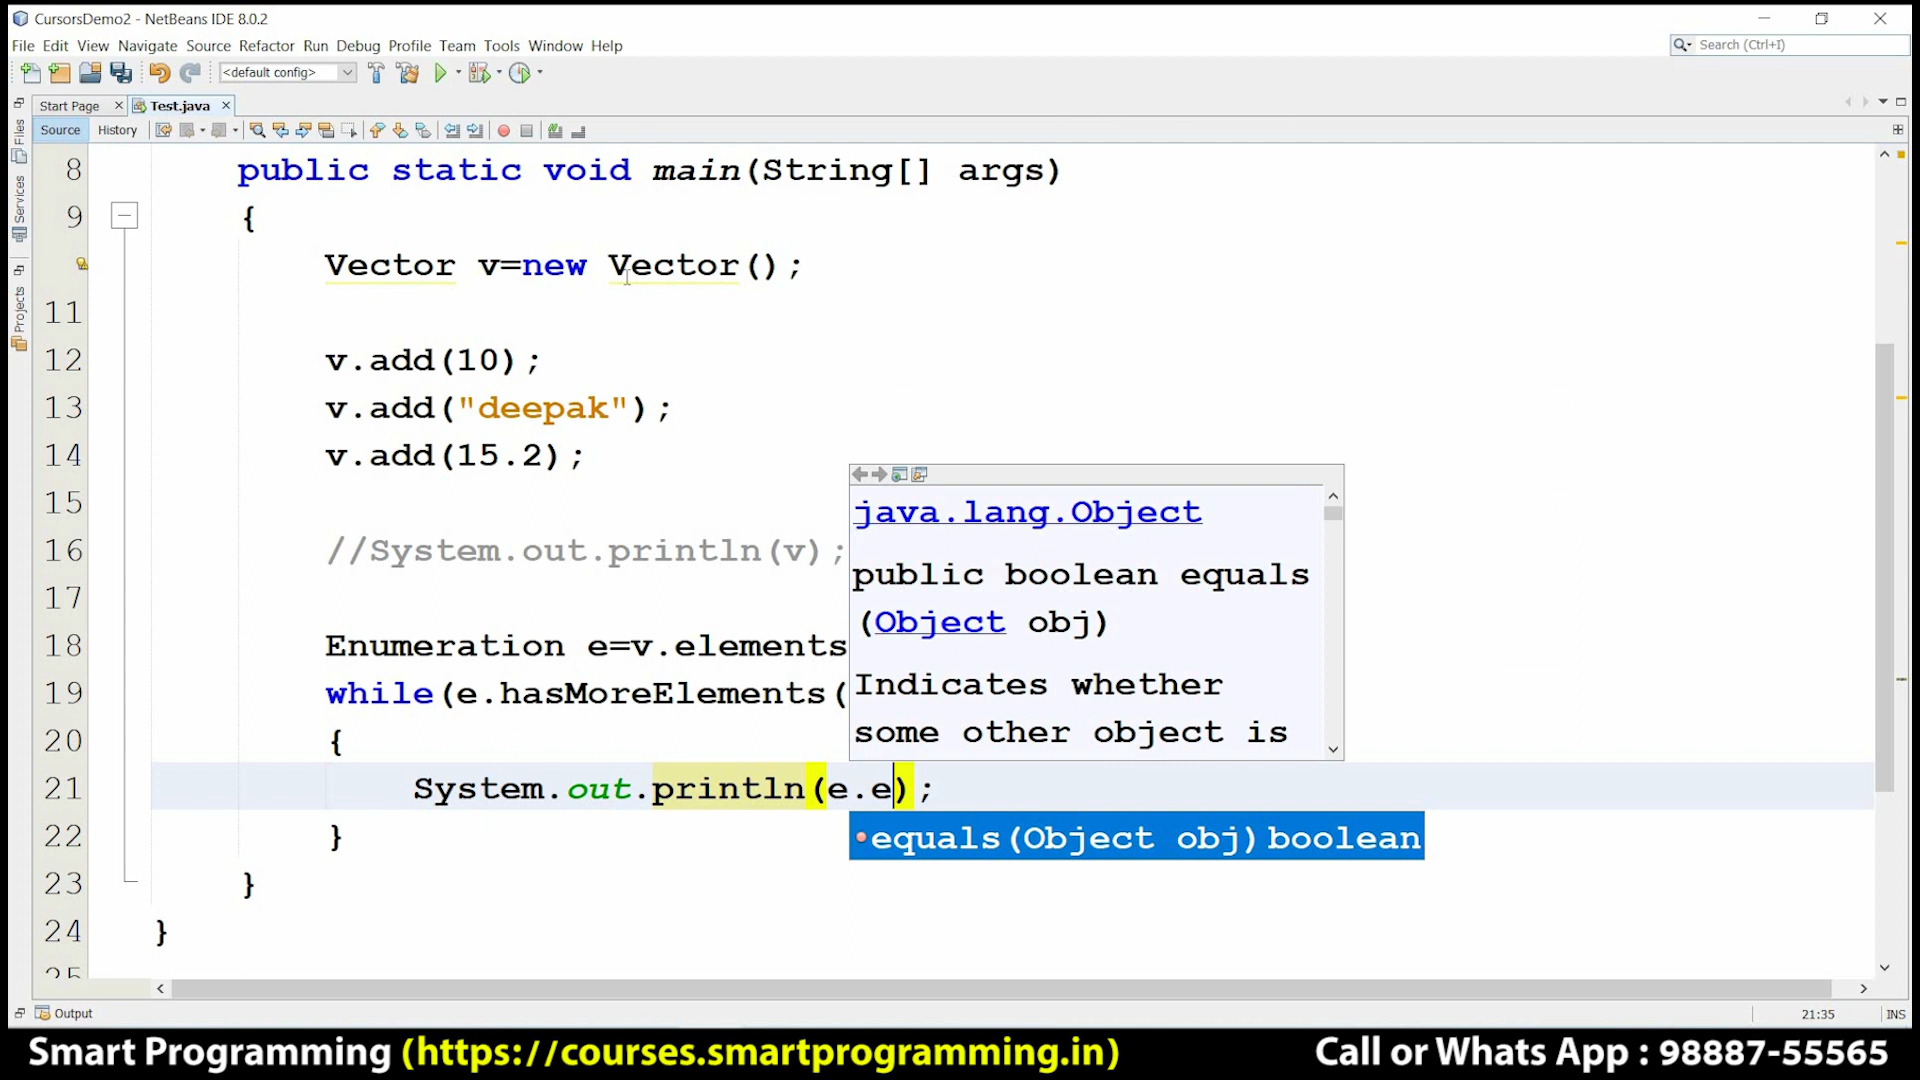 CursorsDemo2 - NetBeans IDE 8.0.2
File Edit View Navigate Source Refactor Run Debug Profile Team Tools Window Help
Search (Ctrl+I)
<default config>
Start Page
Test.java
Source History
Files
Services
Projects
8 public static void main(String[] args)
9 {
Vector v=new Vector();
11
12 v.add(10);
13 v.add("deepak");
14 v.add(15.2);
15
16 //System.out.println(v);
17
18 Enumeration e=v.elements
19 while(e.hasMoreElements(
20 {
21 System.out.println(e.e);
22 }
23 }
24 }
25
java.lang.Object
public boolean equals
(Object obj)
Indicates whether
some other object is
equals(Object obj) boolean
Output
21:35 INS
Smart Programming (https://courses.smartprogramming.in) Call or Whats App : 98887-55565